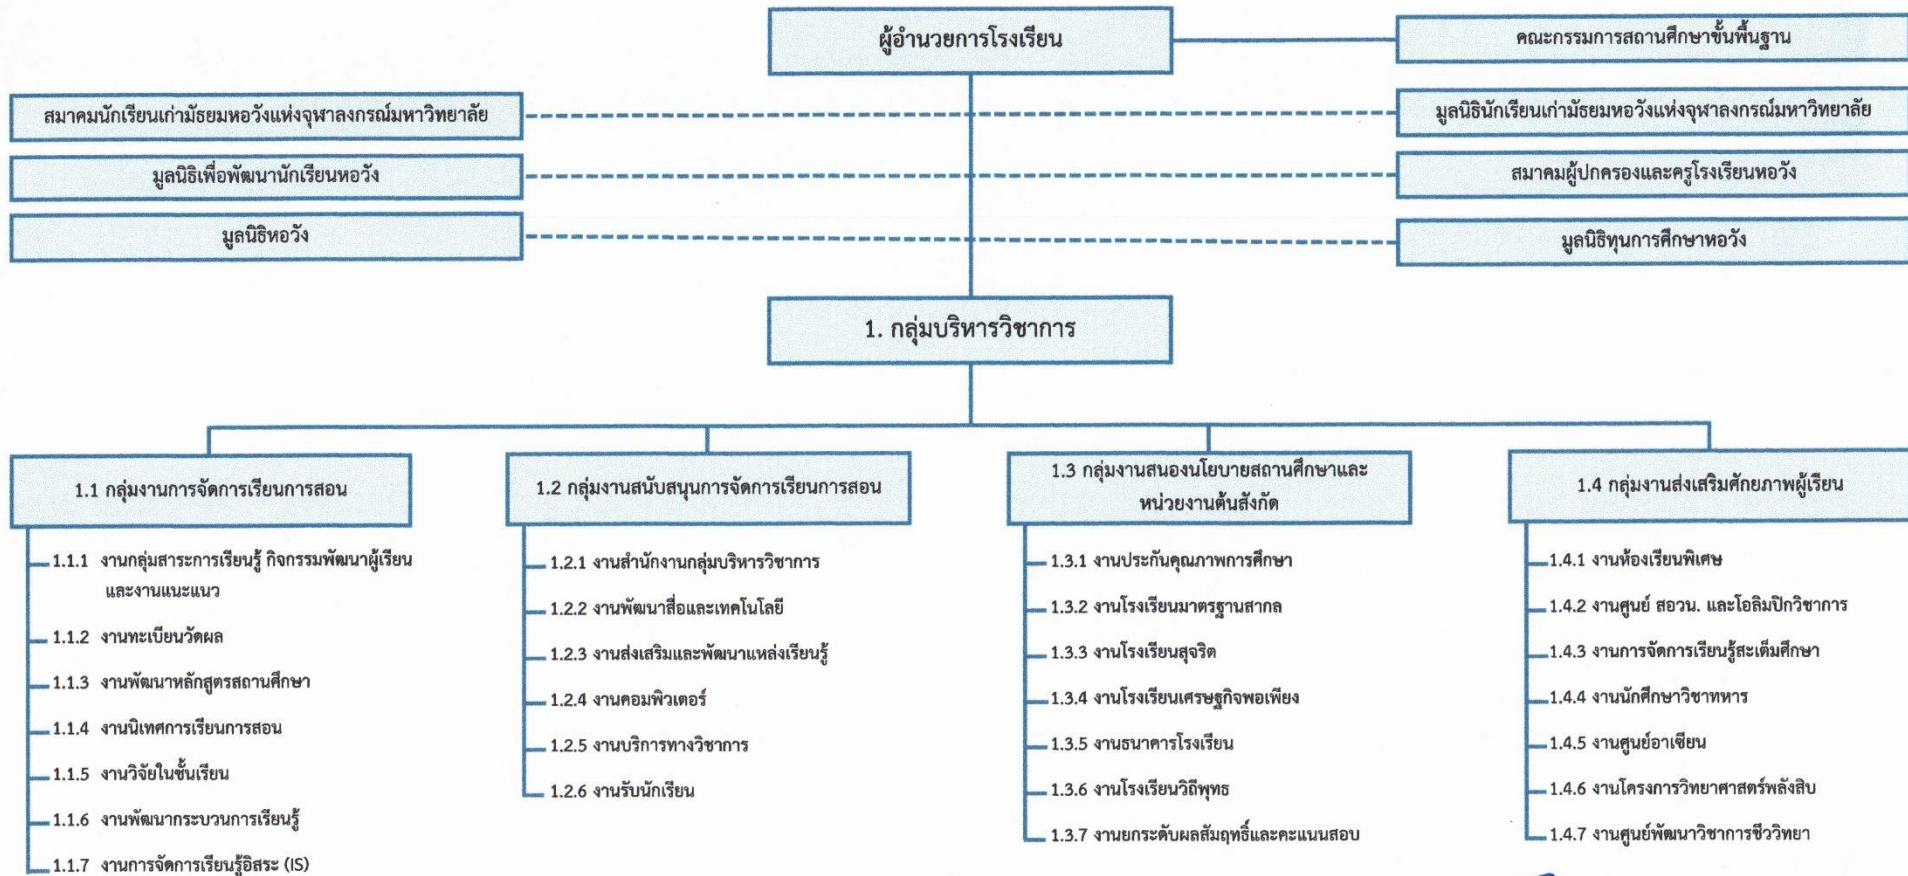 ผู้อำนวยการโรงเรียน
คณะกรรมการสถานศึกษาขั้นพื้นฐาน
สมาคมนักเรียนเก่ามัธยมหอวังแห่งจุฬาลงกรณ์มหาวิทยาลัย
มูลนิธินักเรียนเก่ามัธยมหอวังแห่งจุฬาลงกรณ์มหาวิทยาลัย
มูลนิธิเพื่อพัฒนานักเรียนหอวัง
สมาคมผู้ปกครองและครูโรงเรียนหอวัง
มูลนิธิหอวัง
มูลนิธิทุนการศึกษาหอวัง
1. กลุ่มบริหารวิชาการ
1.1 กลุ่มงานการจัดการเรียนการสอน
1.1.1 งานกลุ่มสาระการเรียนรู้ กิจกรรมพัฒนาผู้เรียน
และงานแนะแนว
1.1.2 งานทะเบียนวัดผล
1.1.3 งานพัฒนาหลักสูตรสถานศึกษา
1.1.4 งานนิเทศการเรียนการสอน
1.1.5 งานวิจัยในชั้นเรียน
1.1.6 งานพัฒนากระบวนการเรียนรู้
1.1.7 งานการจัดการเรียนรู้อิสระ (IS)
1.2 กลุ่มงานสนับสนุนการจัดการเรียนการสอน
1.2.1 งานสำนักงานกลุ่มบริหารวิชาการ
1.2.2 งานพัฒนาสื่อและเทคโนโลยี
1.2.3 งานส่งเสริมและพัฒนาแหล่งเรียนรู้
1.2.4 งานคอมพิวเตอร์
1.2.5 งานบริการทางวิชาการ
1.2.6 งานรับนักเรียน
1.3 กลุ่มงานสนองนโยบายสถานศึกษาและ
หน่วยงานต้นสังกัด
1.3.1 งานประกันคุณภาพการศึกษา
1.3.2 งานโรงเรียนมาตรฐานสากล
1.3.3 งานโรงเรียนสุจริต
1.3.4 งานโรงเรียนเศรษฐกิจพอเพียง
1.3.5 งานธนาคารโรงเรียน
1.3.6 งานโรงเรียนวิถีพุทธ
1.3.7 งานยกระดับผลสัมฤทธิ์และคะแนนสอบ
1.4 กลุ่มงานส่งเสริมศักยภาพผู้เรียน
1.4.1 งานห้องเรียนพิเศษ
1.4.2 งานศูนย์ สอวน. และโอลิมปิกวิชาการ
1.4.3 งานการจัดการเรียนรู้สะเต็มศึกษา
1.4.4 งานนักศึกษาวิชาทหาร
1.4.5 งานศูนย์อาเซียน
1.4.6 งานโครงการวิทยาศาสตร์พลังสิบ
1.4.7 งานศูนย์พัฒนาวิชาการชีววิทยา